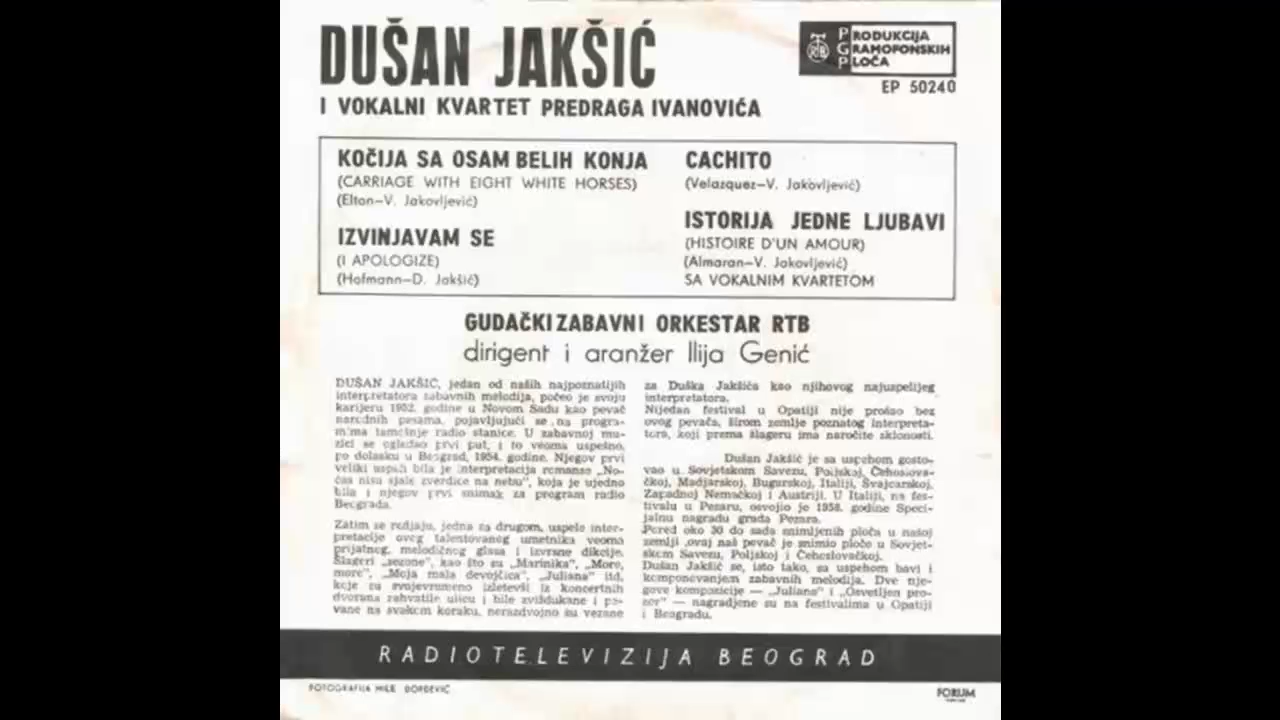 DUŠAN JAKŠIĆ
I VOKALNI KVARTET PREDRAGA IVANOVIĆA
PGP
PRODUKCIJA
GRAMOFONSKIH
PLOČA
RTB
EP 50240
KOČIJA SA OSAM BELIH KONJA
(CARRIAGE WITH EIGHT WHITE HORSES)
(Elton–V. Jakovljević)
IZVINJAVAM SE
(I APOLOGIZE)
(Hofmann–D. Jakšić)
CACHITO
(Velazquez–V. Jakovljević)
ISTORIJA JEDNE LJUBAVI
(HISTOIRE D'UN AMOUR)
(Almaran–V. Jakovljević)
SA VOKALNIM KVARTETOM
GUDAČKI ZABAVNI ORKESTAR RTB
dirigent i aranžer Ilija Genić
DUŠAN JAKŠIĆ, jedan od naših najpoznatijih
interpretatora zabavnih melodija, počeo je svoju
karijeru 1952. godine u Novom Sadu kao pevač
narodnih pesama, pojavljujući se na progra-
mima tamošnje radio stanice. U zabavnoj mu-
zici se ogledao prvi put, i to veoma uspešno,
po dolasku u Beograd, 1954. godine. Njegov prvi
veliki uspeh bila je interpretacija romanse „No-
ćas nisu sjale zvezdice na nebu", koja je ujedno
bila i njegov prvi snimak za program radio
Beograda.
Zatim se redjaju, jedna za drugom, uspele inter-
pretacije ovog talentovanog umetnika veoma
prijatnog, melodičnog glasa i izvrsne dikcije.
Šlageri „sezone", kao što su „Marinika", „More,
more", „Moja mala devojčica", „Juliana" itd,
koje su svojevremeno izletevši iz koncertnih
dvorana zahvatile ulicu i bile zviždukane i pe-
vane na svakom koraku, nerazdvojno su vezane
za Duška Jakšića kao njihovog najuspelijeg
interpretatora.
Nijedan festival u Opatiji nije prošao bez
ovog pevača, širom zemlje poznatog interpreta-
tora, koji prema šlageru ima naročite sklonosti.
Dušan Jakšić je sa uspehom gosto-
vao u Sovjetskom Savezu, Poljskoj, Čehoslova-
čkoj, Madjarskoj, Bugarskoj, Italiji, Švajcarskoj,
Zapadnoj Nemačkoj i Austriji. U Italiji, na fes-
tivalu u Pezaru, osvojio je 1958. godine Speci-
jalnu nagradu grada Pezara.
Pored oko 30 do sada snimljenih ploča u našoj
zemlji ,ovaj naš pevač je snimio ploče u Sovjet-
skom Savezu, Poljskoj i Čehoslovačkoj.
Dušan Jakšić se, isto tako, sa uspehom bavi i
komponovanjem zabavnih melodija. Dve nje-
gove kompozicije — „Juliana" i „Osvetljen pro-
zor" — nagradjene su na festivalima u Opatiji
i Beogradu.
RADIOTELEVIZIJA BEOGRAD
FOTOGRAFIJA MILE ĐORĐEVIĆ
FORUM